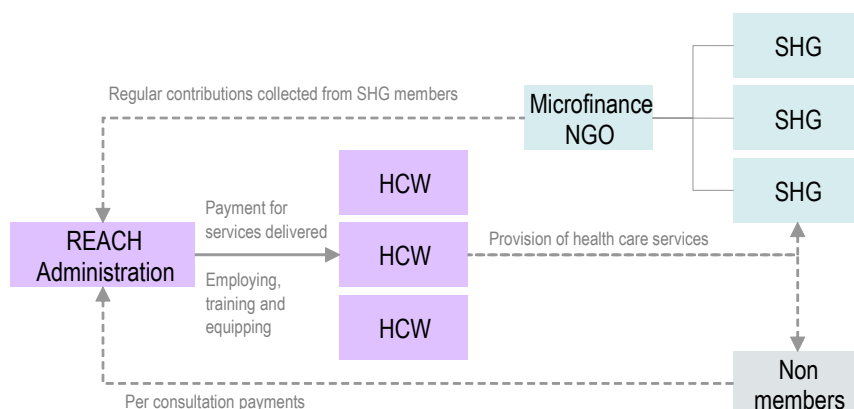 SHG
Regular contributions collected from SHG members
Microfinance
NGO
SHG
HCW
SHG
Payment for
services delivered
REACH
Administration
HCW
Provision of health care services
Employing,
training and
equipping
HCW
Non
members
Per consultation payments